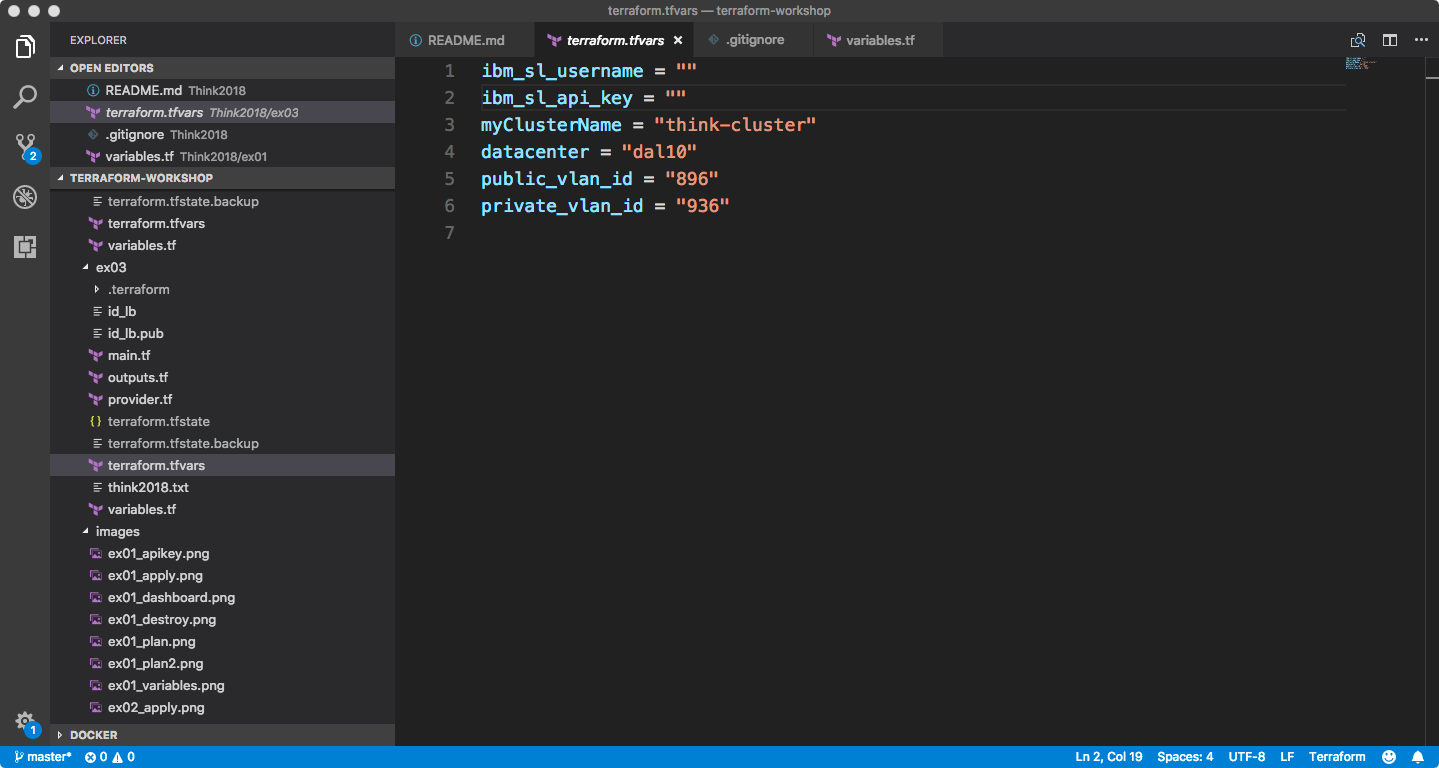 terraform.tfvars — terraform-workshop
EXPLORER
OPEN EDITORS
README.md Think2018
terraform.tfvars Think2018/ex03
.gitignore Think2018
variables.tf Think2018/ex01
TERRAFORM-WORKSHOP
terraform.tfstate.backup
terraform.tfvars
variables.tf
ex03
.terraform
id_lb
id_lb.pub
main.tf
outputs.tf
provider.tf
{} terraform.tfstate
terraform.tfstate.backup
terraform.tfvars
think2018.txt
variables.tf
images
ex01_apikey.png
ex01_apply.png
ex01_dashboard.png
ex01_destroy.png
ex01_plan.png
ex01_plan2.png
ex01_variables.png
ex02_apply.png
DOCKER
2
1
README.md terraform.tfvars × .gitignore variables.tf
1 ibm_sl_username = ""
2 ibm_sl_api_key = ""
3 myClusterName = "think-cluster"
4 datacenter = "dal10"
5 public_vlan_id = "896"
6 private_vlan_id = "936"
7
master* 0 0 Ln 2, Col 19 Spaces: 4 UTF-8 LF Terraform